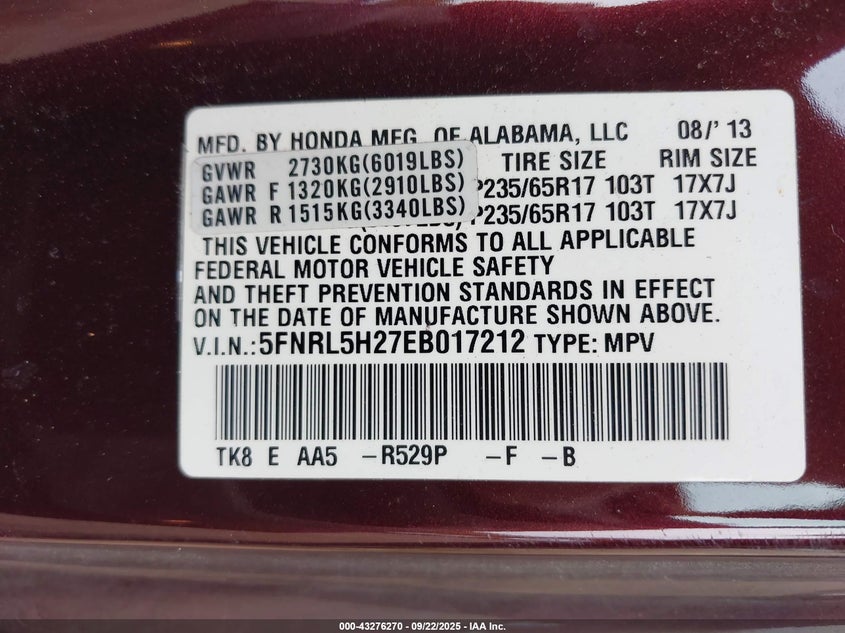 MFD. BY HONDA MFG. OF ALABAMA, LLC 08/'13
GVWR 2730KG(6019LBS) TIRE SIZE RIM SIZE
GAWR F 1320KG(2910LBS) P235/65R17 103T 17X7J
GAWR R 1515KG(3340LBS) P235/65R17 103T 17X7J
THIS VEHICLE CONFORMS TO ALL APPLICABLE
FEDERAL MOTOR VEHICLE SAFETY
AND THEFT PREVENTION STANDARDS IN EFFECT
ON THE DATE OF MANUFACTURE SHOWN ABOVE.
V.I.N.:5FNRL5H27EB017212 TYPE: MPV
TK8 E AA5 -R529P -F -B
000-43276270 - 09/22/2025 - IAA Inc.